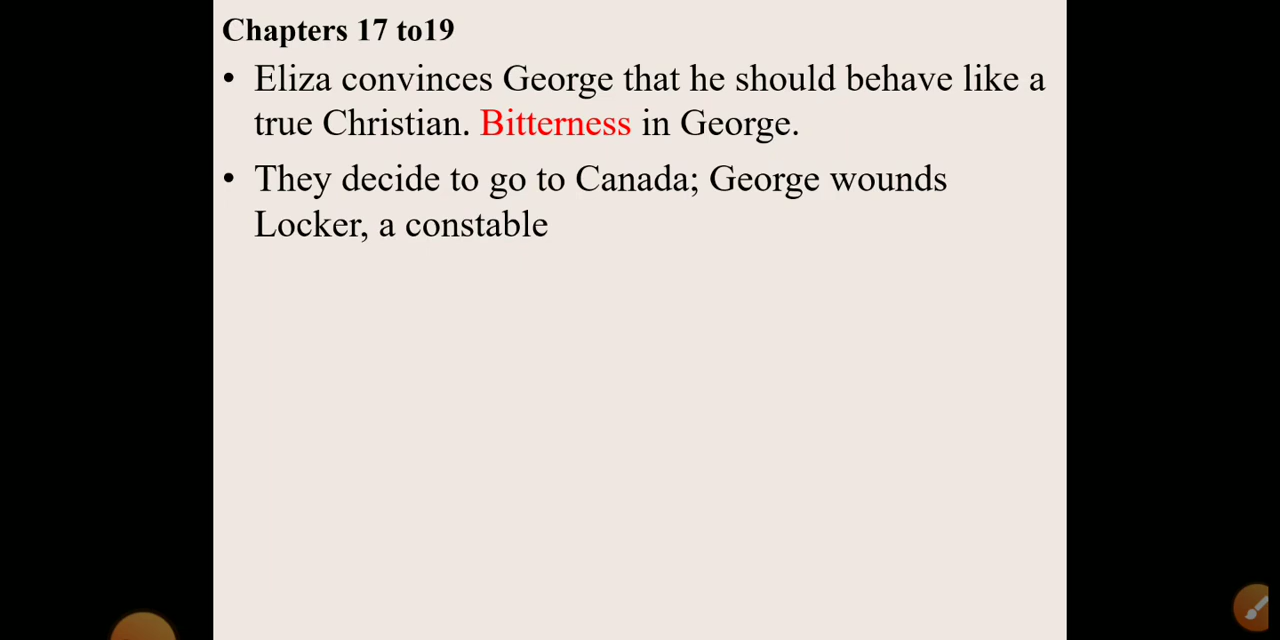 Chapters 17 to19
• Eliza convinces George that he should behave like a
true Christian. Bitterness in George.
• They decide to go to Canada; George wounds
Locker, a constable